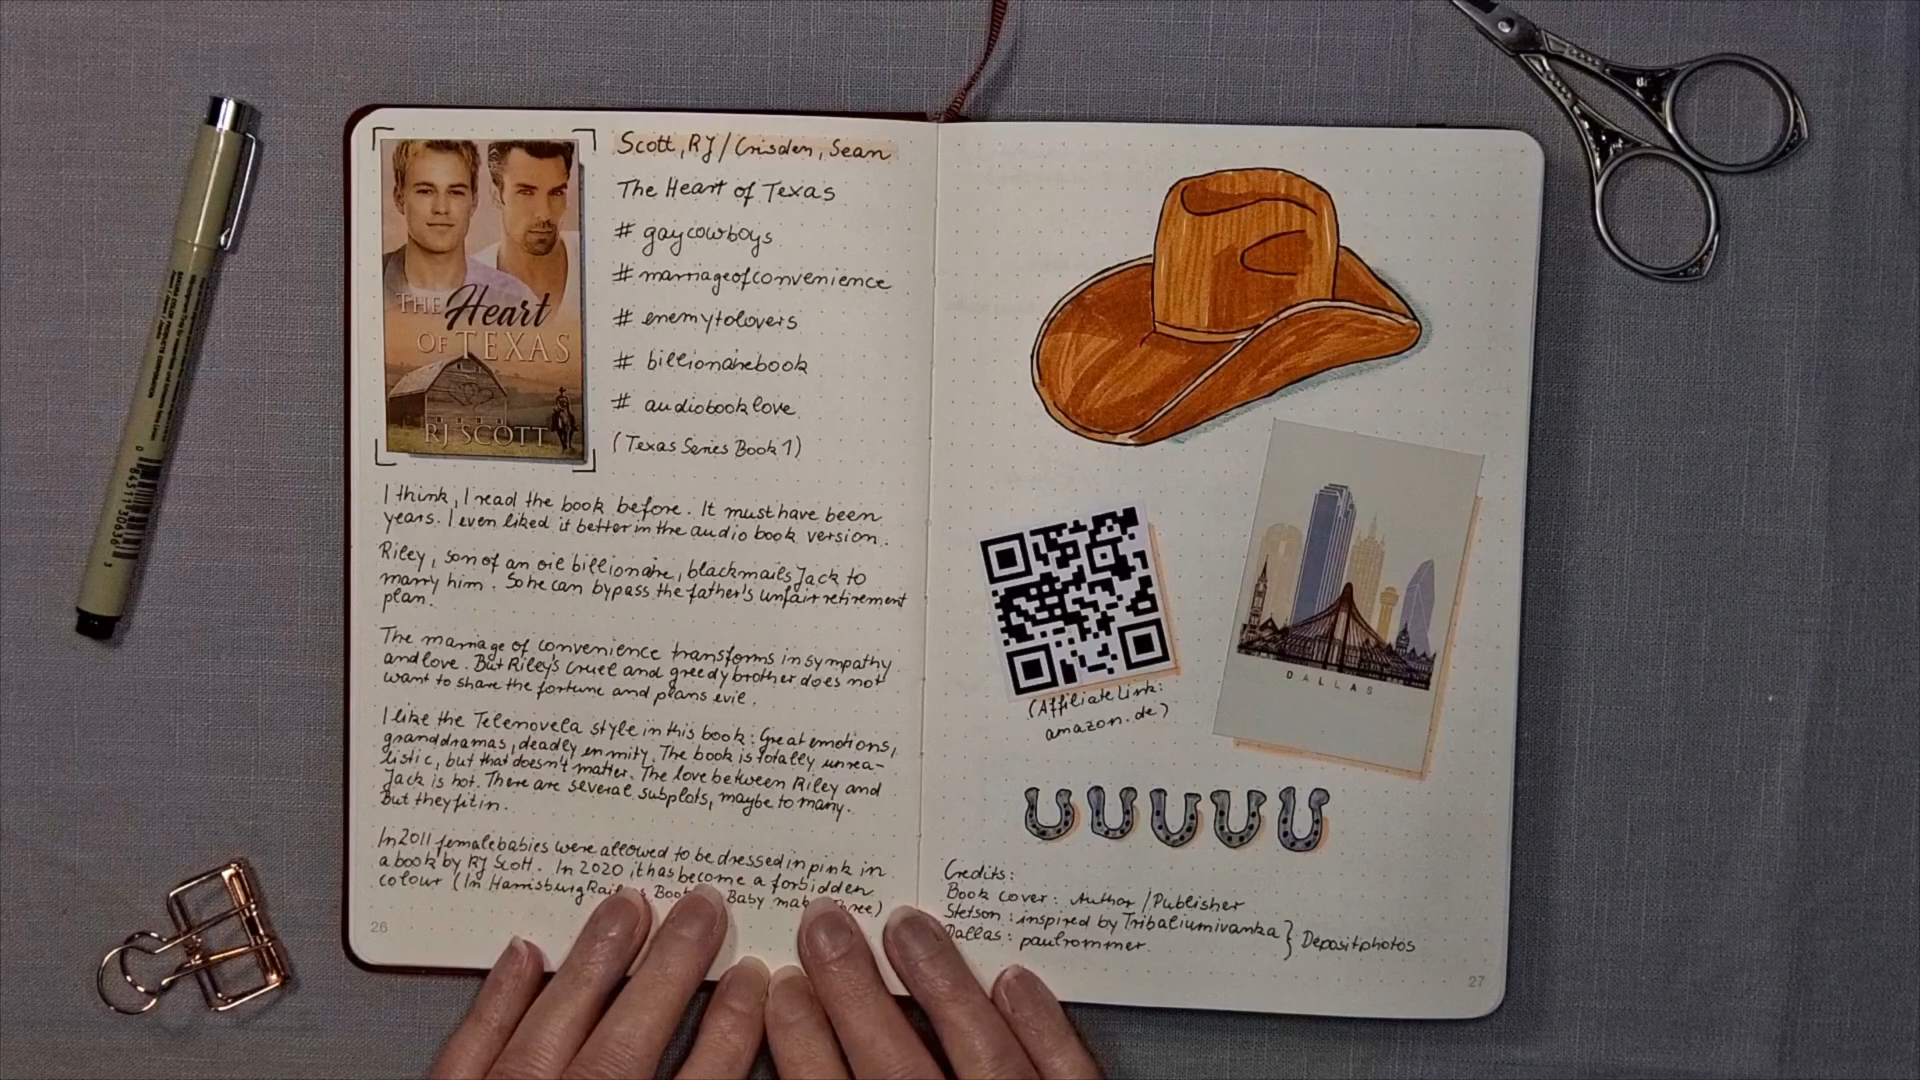 THE Heart
OF TEXAS
RJ SCOTT
Scott, RJ / Crisden, Sean
The Heart of Texas
# gaycowboys
# marriageofconvenience
# enemytolovers
# billionairebook
# audiobooklove
(Texas Series Book 1)
I think, I read the book before. It must have been
years. I even liked it better in the audio book version.
Riley, son of an oil billionaire, blackmails Jack to
marry him. So he can bypass the father's unfair retirement
plan.
The marriage of convenience transforms in sympathy
and love. But Riley's cruel and greedy brother does not
want to share the fortune and plans evil.
I like the Telenovela style in this book: Great emotions,
grand dramas, deadly enmity. The book is totally unrea-
listic, but that doesn't matter. The love between Riley and
Jack is hot. There are several subplots, maybe to many.
But they fit in.
In 2011 female babies were allowed to be dressed in pink in
a book by RJ Scott. In 2020 it has become a forbidden
colour (In Harrisburg Baby Three)
26
(Affiliate Link:
amazon.de)
DALLAS
Credits:
Book cover: Author / Publisher
Stetson: inspired by Tribaliumivanka } Depositphotos
Dallas: paulrommer
27
0 84511 30636 3